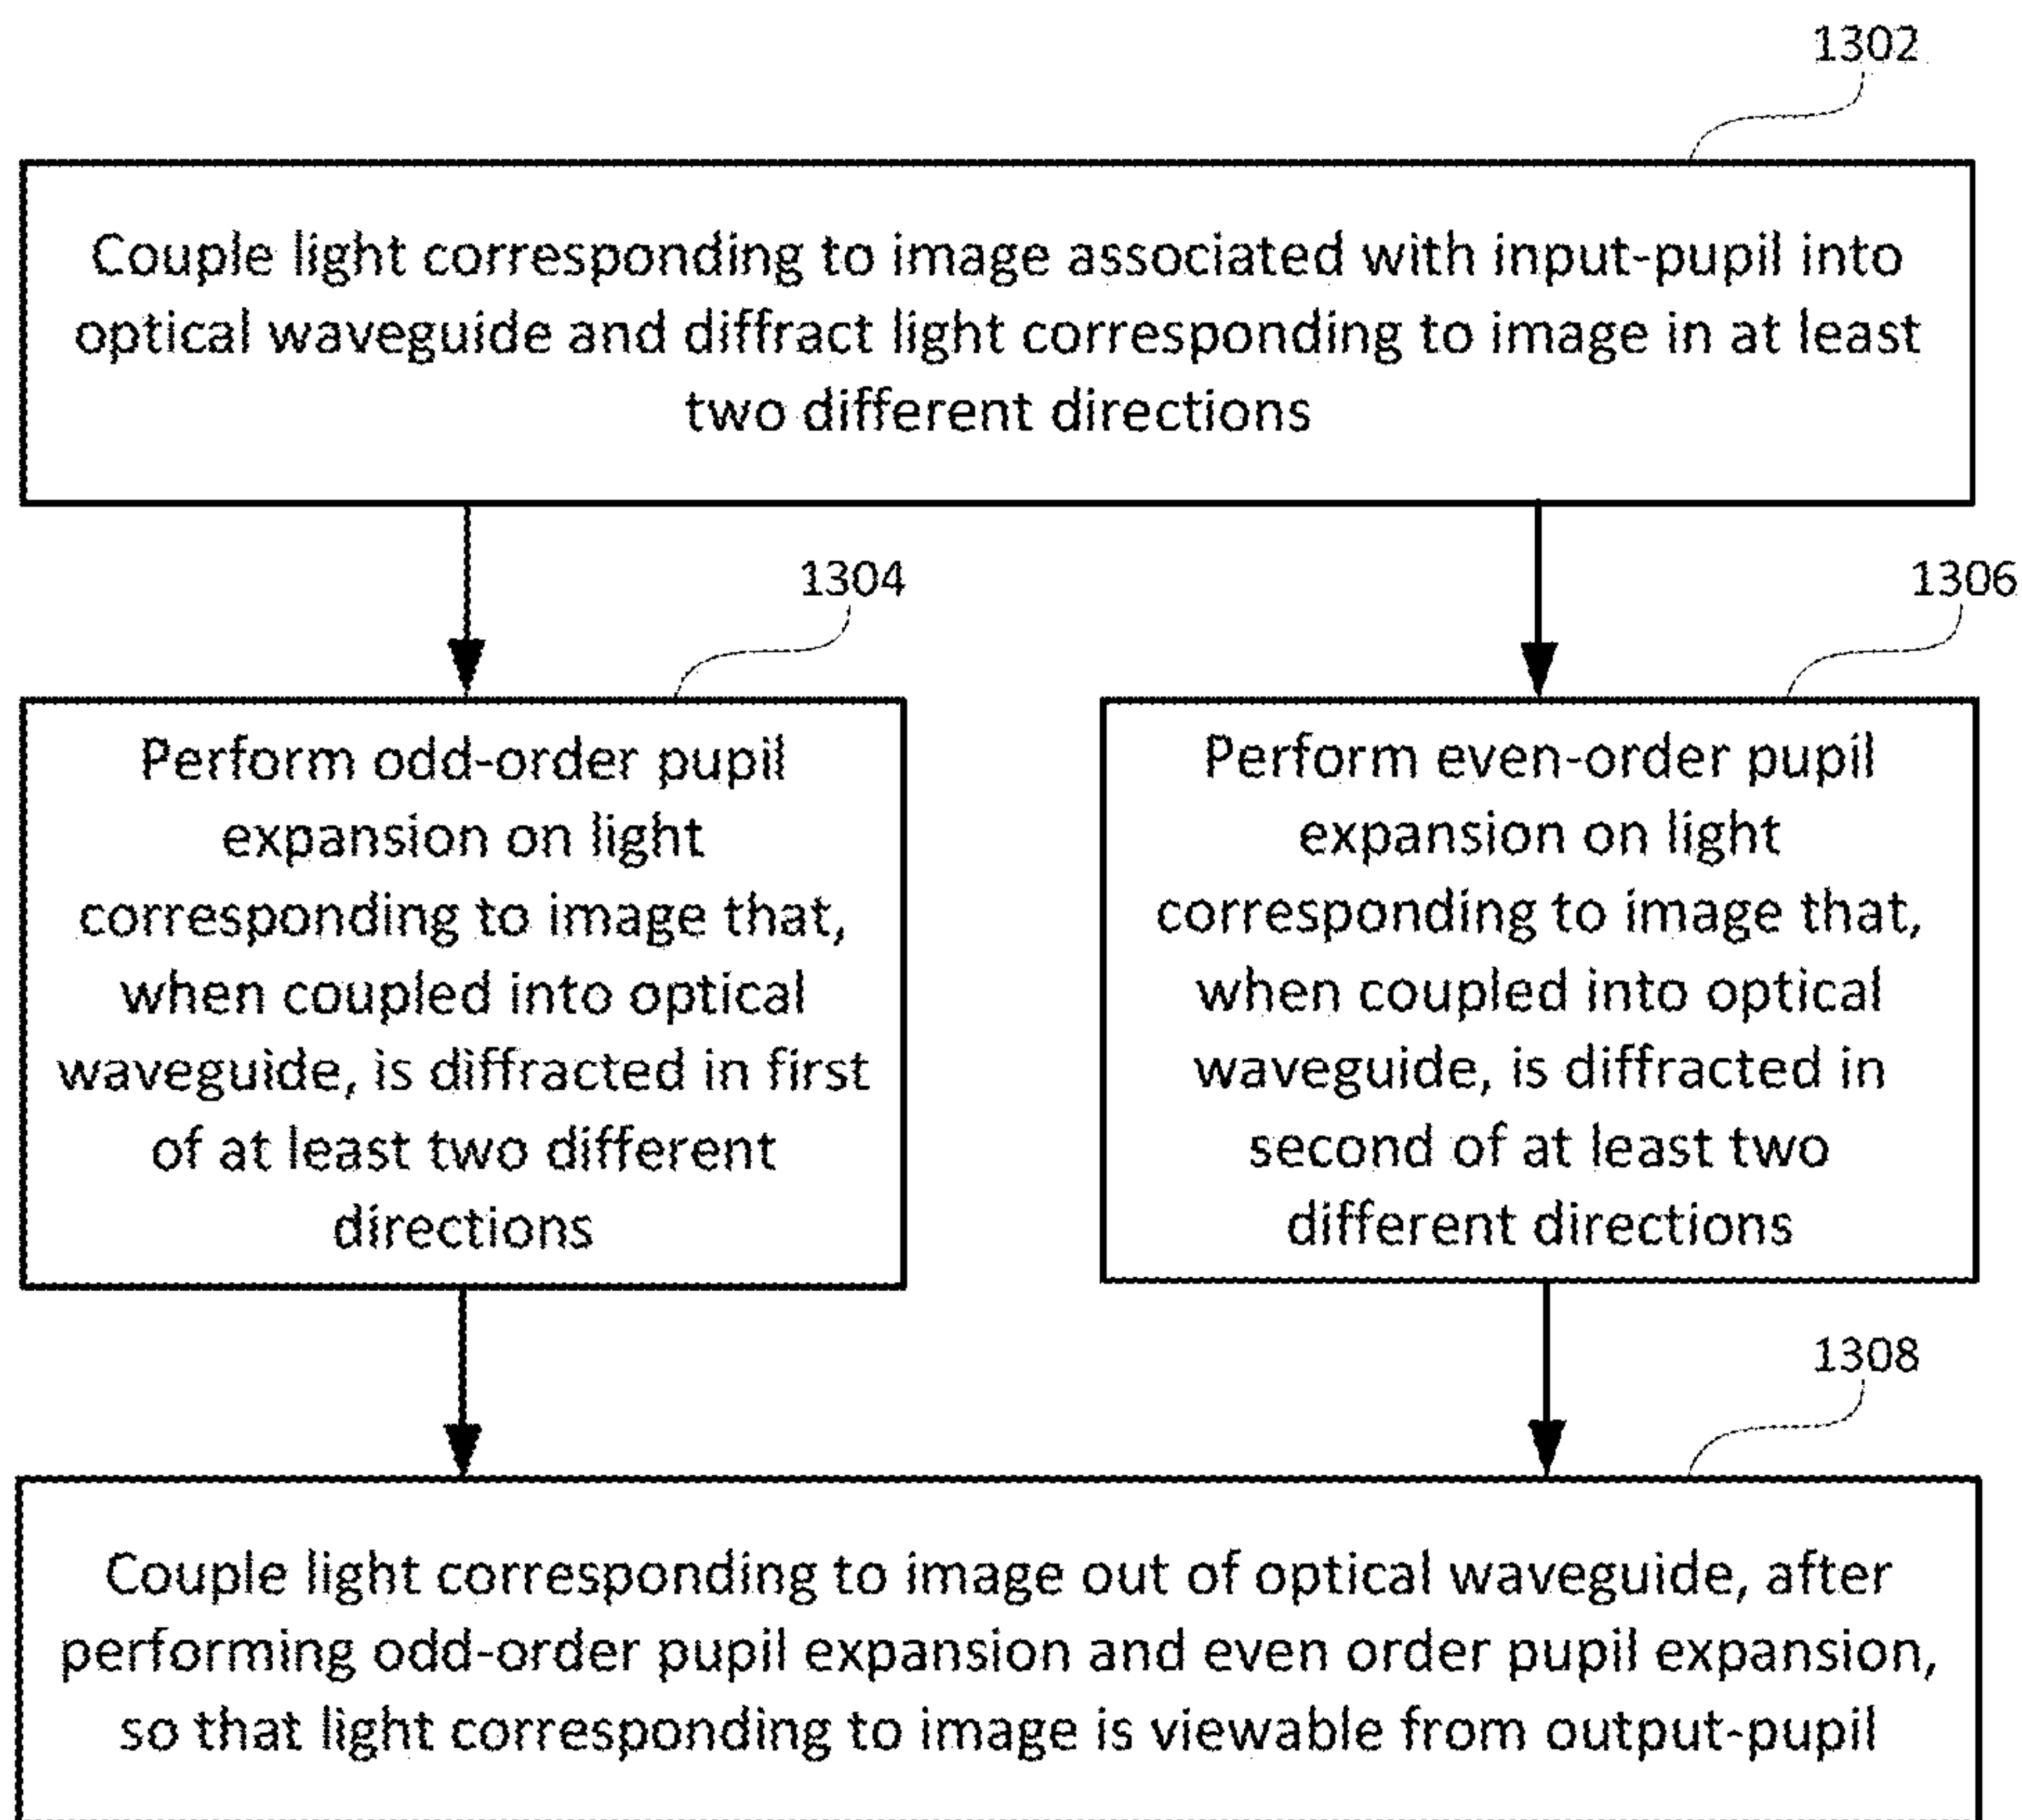 1302
Couple light corresponding to image associated with input-pupil into
optical waveguide and diffract light corresponding to image in at least
two different directions
1304
Perform odd-order pupil
expansion on light
corresponding to image that,
when coupled into optical
waveguide, is diffracted in first
of at least two different
directions
1306
Perform even-order pupil
expansion on light
corresponding to image that,
when coupled into optical
waveguide, is diffracted in
second of at least two
different directions
1308
Couple light corresponding to image out of optical waveguide, after
performing odd-order pupil expansion and even order pupil expansion,
so that light corresponding to image is viewable from output-pupil